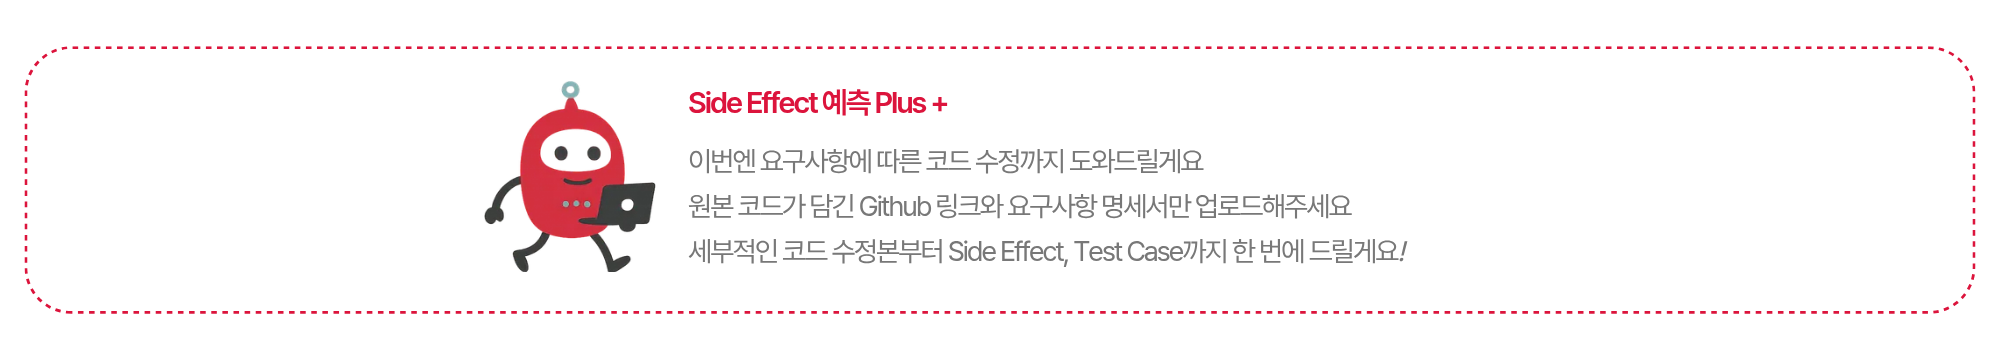 Side Effect 예측 Plus +
이번엔 요구사항에 따른 코드 수정까지 도와드릴게요
원본 코드가 담긴 Github 링크와 요구사항 명세서만 업로드해주세요
세부적인 코드 수정본부터 Side Effect, Test Case까지 한 번에 드릴게요!